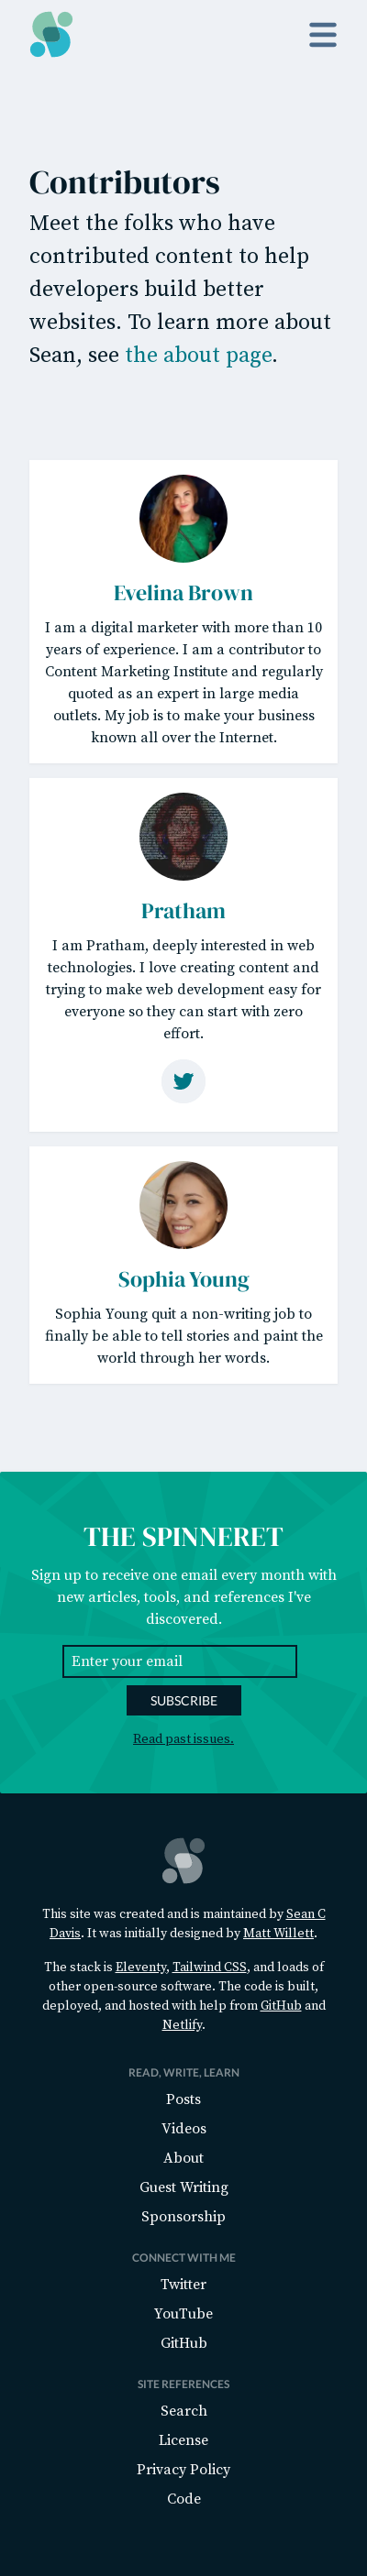 Contributors
Meet the folks who have
contributed content to help
developers build better
websites. To learn more about
Sean, see the about page.
Evelina Brown
I am a digital marketer with more than 10
years of experience. I am a contributor to
Content Marketing Institute and regularly
quoted as an expert in large media
outlets. My job is to make your business
known all over the Internet.
Pratham
I am Pratham, deeply interested in web
technologies. I love creating content and
trying to make web development easy for
everyone so they can start with zero
effort.
Sophia Young
Sophia Young quit a non-writing job to
finally be able to tell stories and paint the
world through her words.
THE SPINNERET
Sign up to receive one email every month with
new articles, tools, and references I've
discovered.
Enter your email
SUBSCRIBE
Read past issues.
This site was created and is maintained by Sean C
Davis. It was initially designed by Matt Willett.
The stack is Eleventy, Tailwind CSS, and loads of
other open-source software. The code is built,
deployed, and hosted with help from GitHub and
Netlify.
READ, WRITE, LEARN
Posts
Videos
About
Guest Writing
Sponsorship
CONNECT WITH ME
Twitter
YouTube
GitHub
SITE REFERENCES
Search
License
Privacy Policy
Code